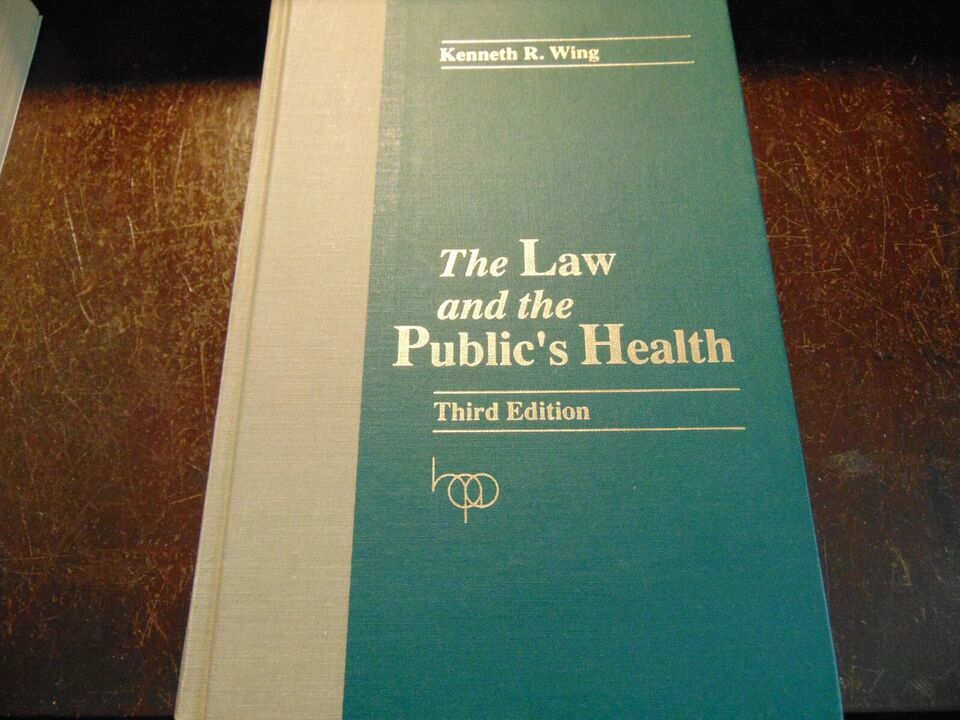 Kenneth R. Wing
The Law
and the
Public's Health
Third Edition
hap